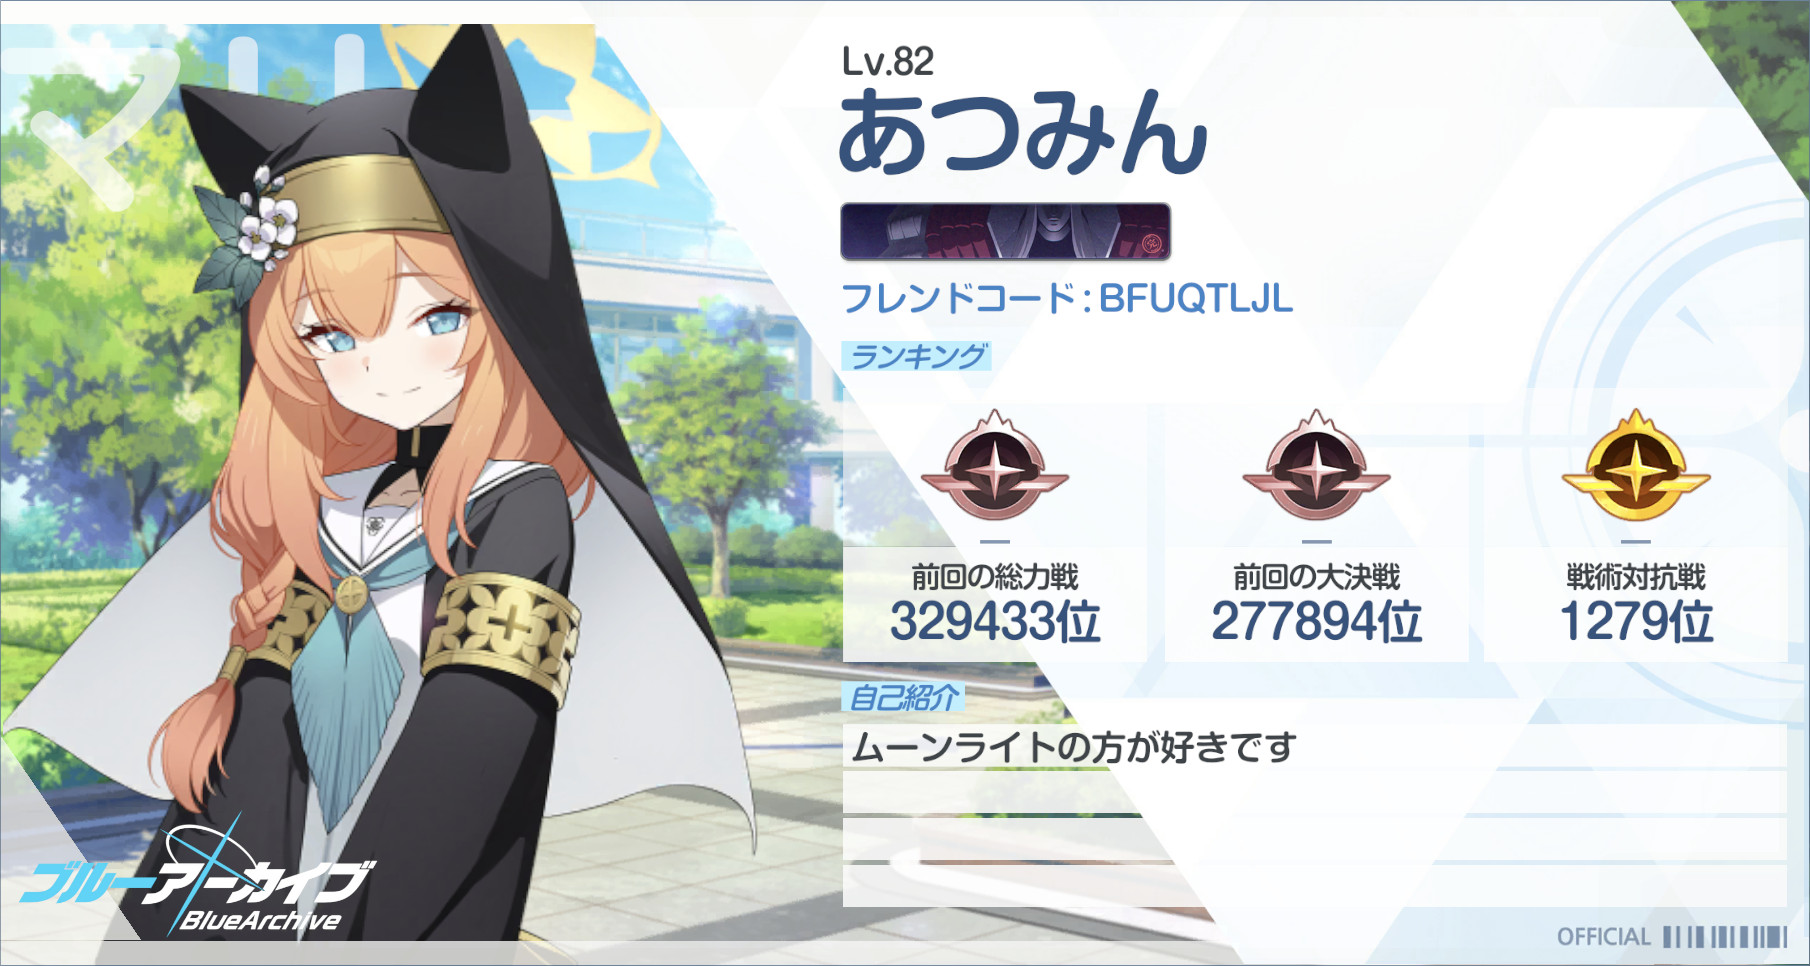 マリー
Lv.82
あつみん
フレンドコード : BFUQTLJL
ランキング
前回の総力戦
329433位
前回の大決戦
277894位
戦術対抗戦
1279位
自己紹介
ムーンライトの方が好きです
ブルーアーカイブ
BlueArchive
OFFICIAL